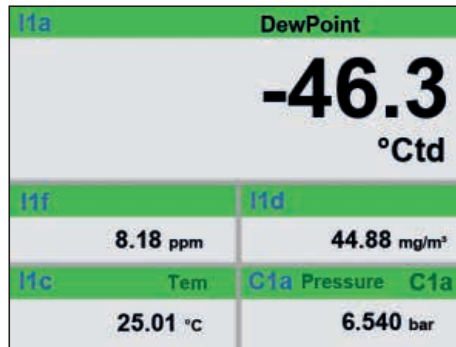 I1a DewPoint
-46.3
°Ctd
I1f I1d
8.18 ppm 44.88 mg/m³
I1c Tem C1a Pressure C1a
25.01 °C 6.540 bar